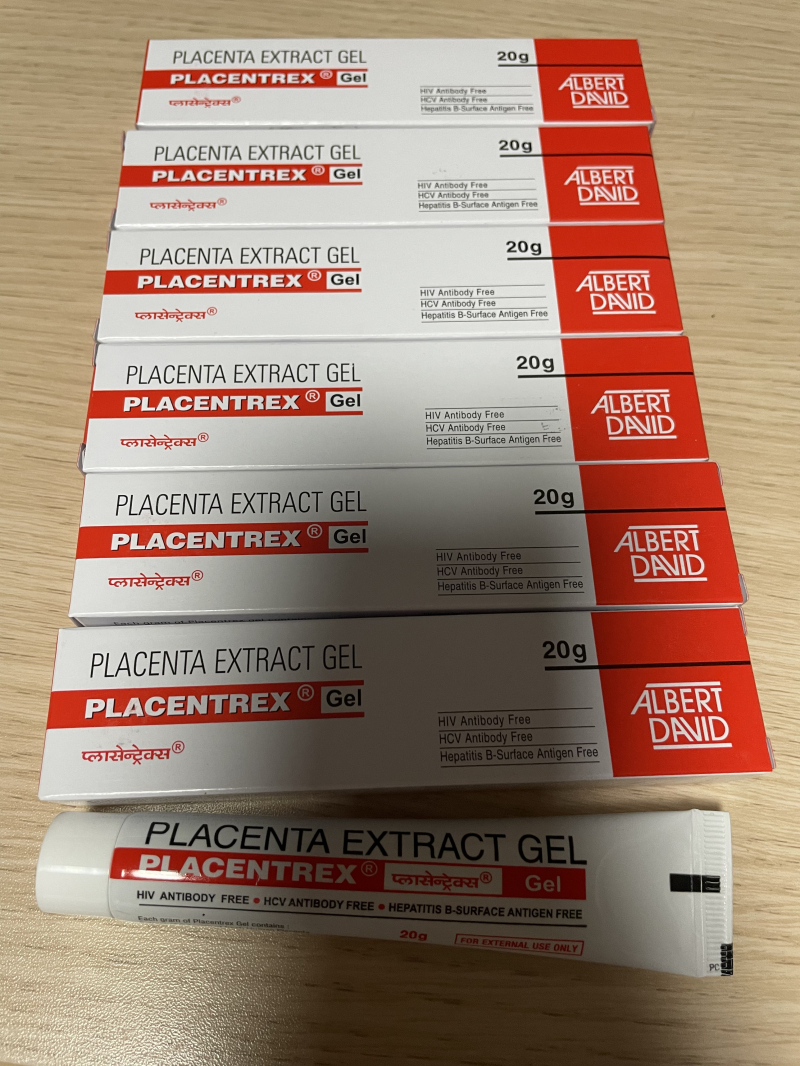 PLACENTA EXTRACT GEL
PLACENTREX® Gel
प्लासेन्ट्रेक्स®
20g
HIV Antibody Free
HCV Antibody Free
Hepatitis B-Surface Antigen Free
ALBERT
DAVID
PLACENTA EXTRACT GEL
PLACENTREX® Gel
प्लासेन्ट्रेक्स®
20g
HIV Antibody Free
HCV Antibody Free
Hepatitis B-Surface Antigen Free
ALBERT
DAVID
PLACENTA EXTRACT GEL
PLACENTREX® Gel
प्लासेन्ट्रेक्स®
20g
HIV Antibody Free
HCV Antibody Free
Hepatitis B-Surface Antigen Free
ALBERT
DAVID
PLACENTA EXTRACT GEL
PLACENTREX® Gel
प्लासेन्ट्रेक्स®
20g
HIV Antibody Free
HCV Antibody Free
Hepatitis B-Surface Antigen Free
ALBERT
DAVID
PLACENTA EXTRACT GEL
PLACENTREX® Gel
प्लासेन्ट्रेक्स®
20g
HIV Antibody Free
HCV Antibody Free
Hepatitis B-Surface Antigen Free
ALBERT
DAVID
Each gram of Placentrex gel
PLACENTA EXTRACT GEL
PLACENTREX® Gel
प्लासेन्ट्रेक्स®
20g
HIV Antibody Free
HCV Antibody Free
Hepatitis B-Surface Antigen Free
ALBERT
DAVID
PLACENTA EXTRACT GEL
PLACENTREX® प्लासेन्ट्रेक्स® Gel
HIV ANTIBODY FREE • HCV ANTIBODY FREE • HEPATITIS B-SURFACE ANTIGEN FREE
Each gram of Placentrex Gel contains :
20g
FOR EXTERNAL USE ONLY
PC